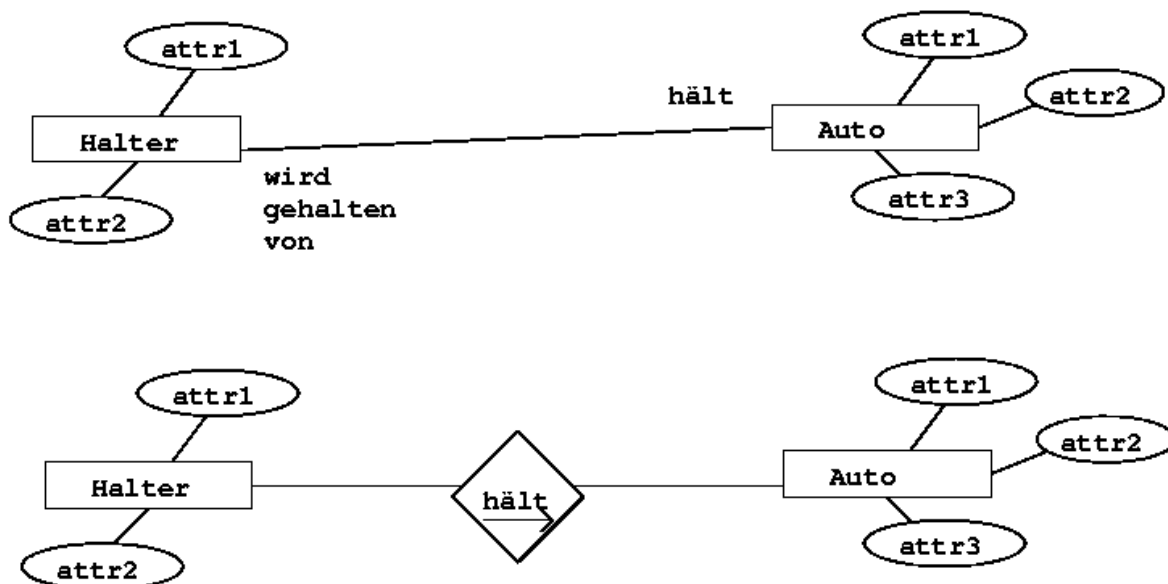 attr1
attr1
hält
attr2
Halter
Auto
wird
gehalten
von
attr2
attr3
attr1
attr1
attr2
Halter
hält
Auto
attr2
attr3